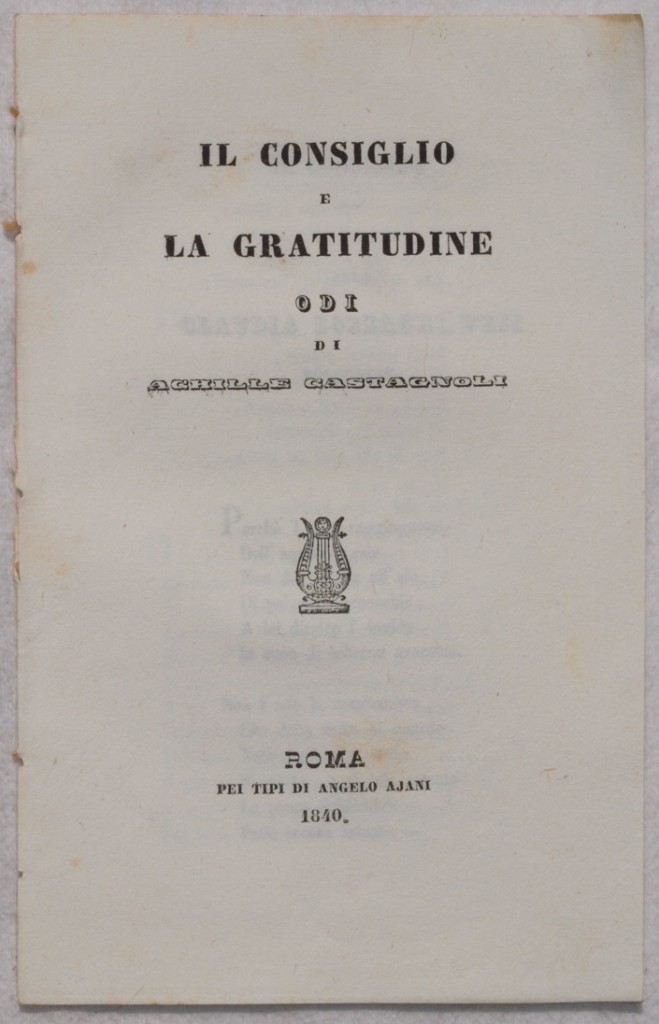 IL CONSIGLIO
E
LA GRATITUDINE
ODI
DI
ACHILLE CASTAGNOLI
ROMA
PEI TIPI DI ANGELO AJANI
1840.